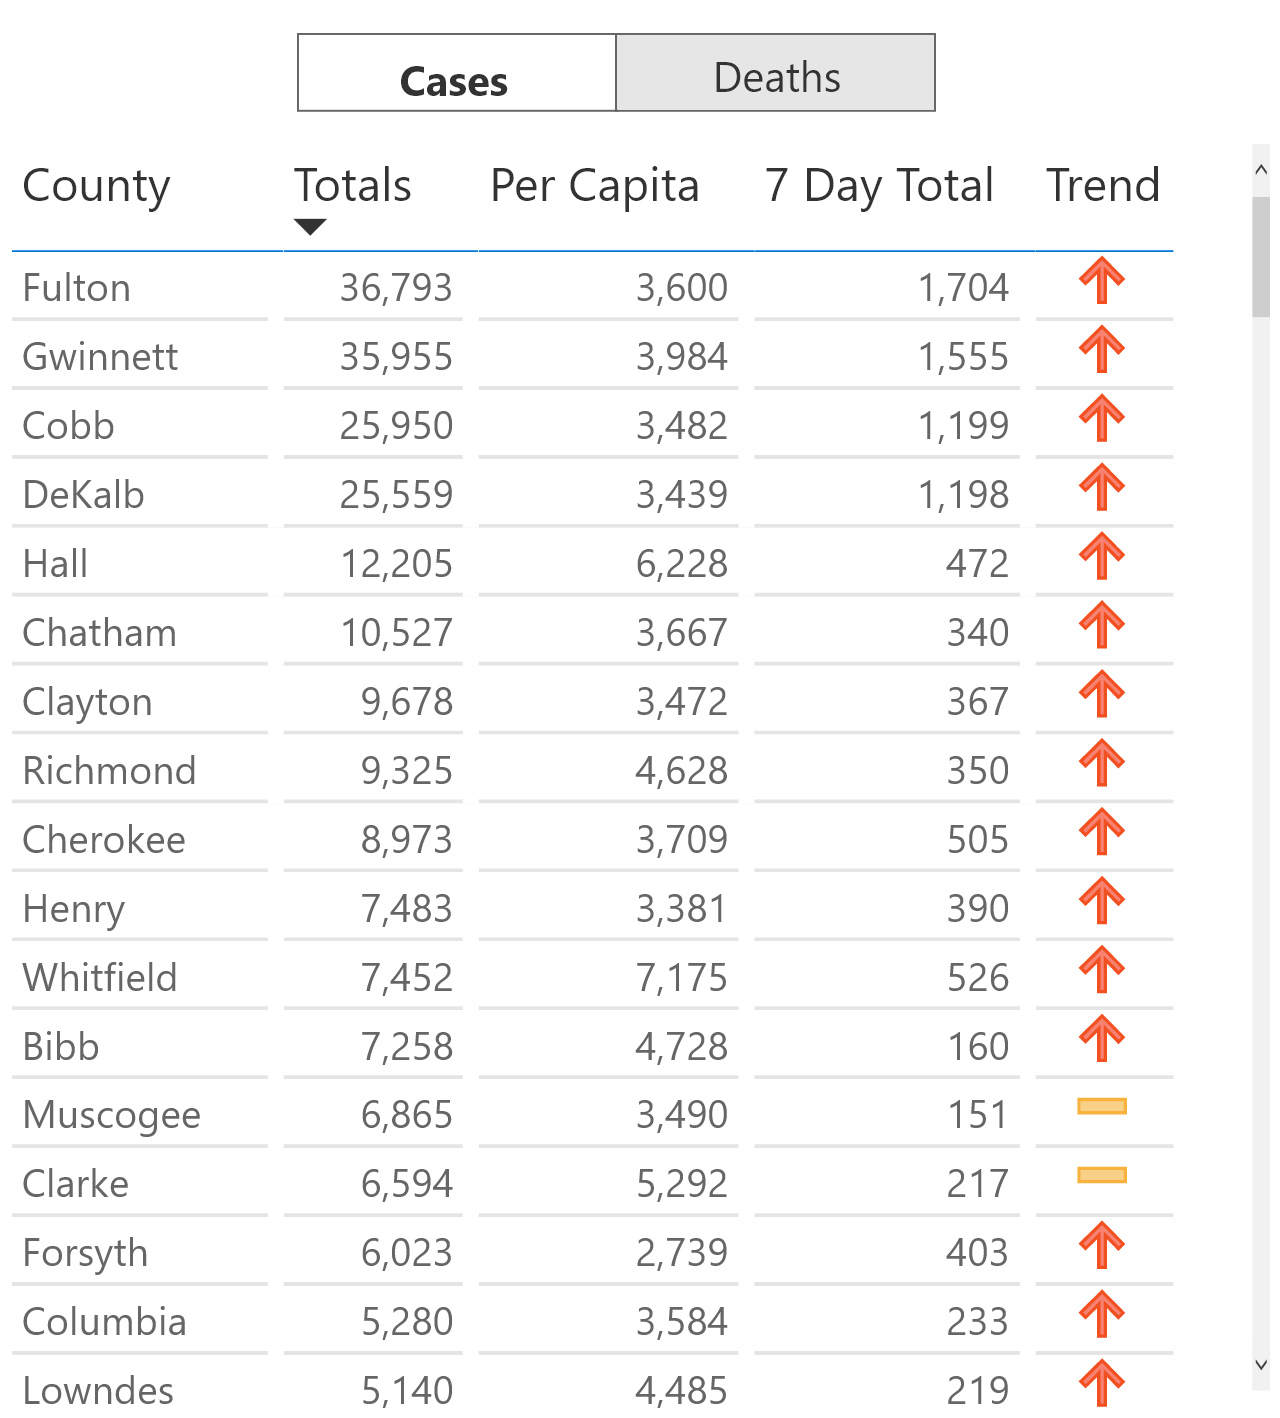 Cases Deaths
County Totals Per Capita 7 Day Total Trend
Fulton 36,793 3,600 1,704
Gwinnett 35,955 3,984 1,555
Cobb 25,950 3,482 1,199
DeKalb 25,559 3,439 1,198
Hall 12,205 6,228 472
Chatham 10,527 3,667 340
Clayton 9,678 3,472 367
Richmond 9,325 4,628 350
Cherokee 8,973 3,709 505
Henry 7,483 3,381 390
Whitfield 7,452 7,175 526
Bibb 7,258 4,728 160
Muscogee 6,865 3,490 151
Clarke 6,594 5,292 217
Forsyth 6,023 2,739 403
Columbia 5,280 3,584 233
Lowndes 5,140 4,485 219